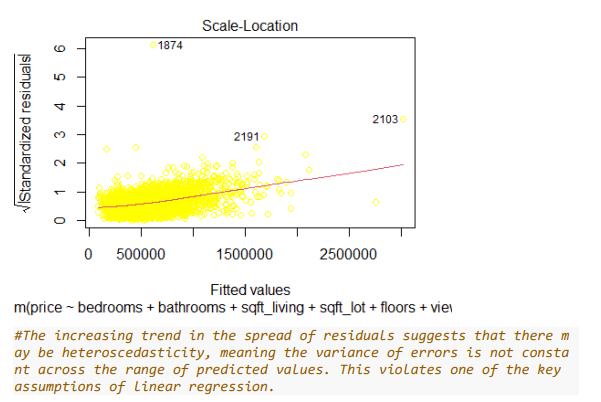 Scale-Location
6
5
4
3
2
1
0
√|Standardized residuals|
1874
2191
2103
0 500000 1500000 2500000
Fitted values
m(price ~ bedrooms + bathrooms + sqft_living + sqft_lot + floors + viev
#The increasing trend in the spread of residuals suggests that there m
ay be heteroscedasticity, meaning the variance of errors is not consta
nt across the range of predicted values. This violates one of the key
assumptions of linear regression.